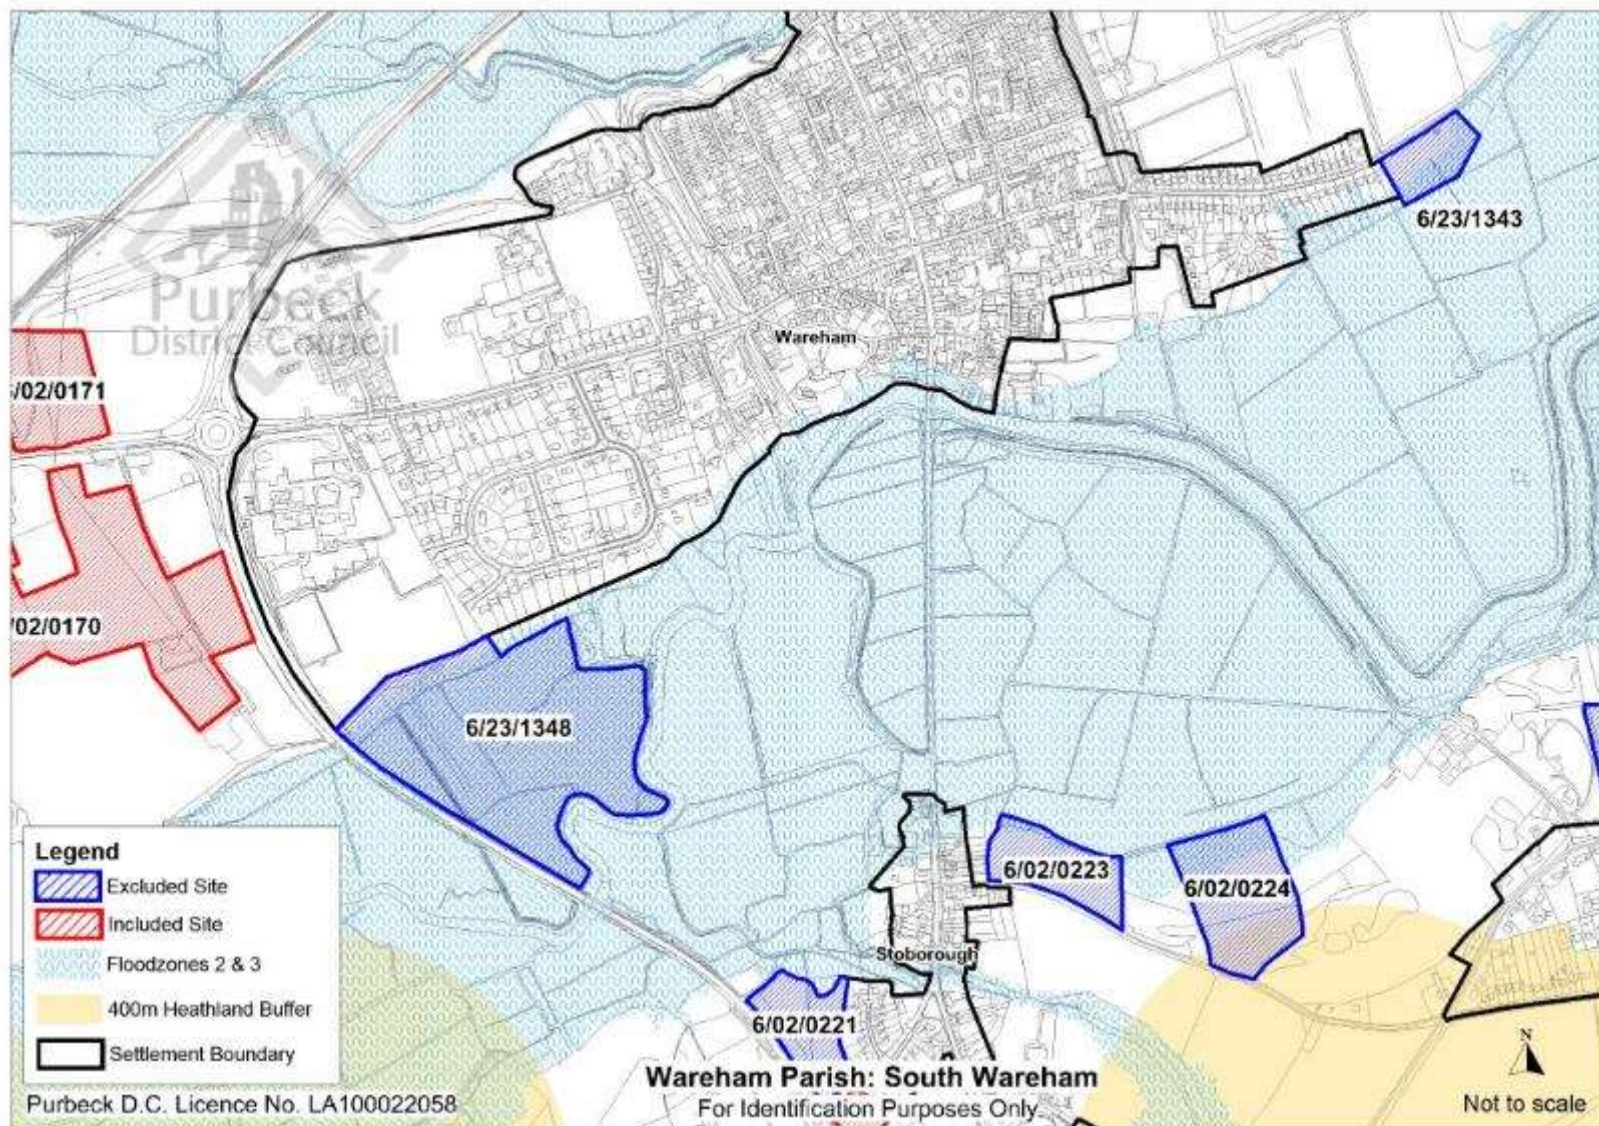 Purbeck
District Council
6/23/1343
Wareham
/02/0171
/02/0170
6/23/1348
6/02/0223
6/02/0224
Stoborough
6/02/0221
Legend
Excluded Site
Included Site
Floodzones 2 & 3
400m Heathland Buffer
Settlement Boundary
N
Wareham Parish: South Wareham
Purbeck D.C. Licence No. LA100022058
For Identification Purposes Only
Not to scale